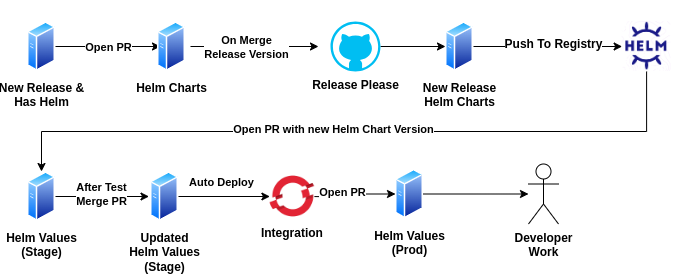 Open PR
On Merge
Release Version
Push To Registry
HELM
New Release &
Has Helm
Helm Charts
Release Please
New Release
Helm Charts
Open PR with new Helm Chart Version
After Test
Merge PR
Auto Deploy
Open PR
Helm Values
(Stage)
Updated
Helm Values
(Stage)
Integration
Helm Values
(Prod)
Developer
Work